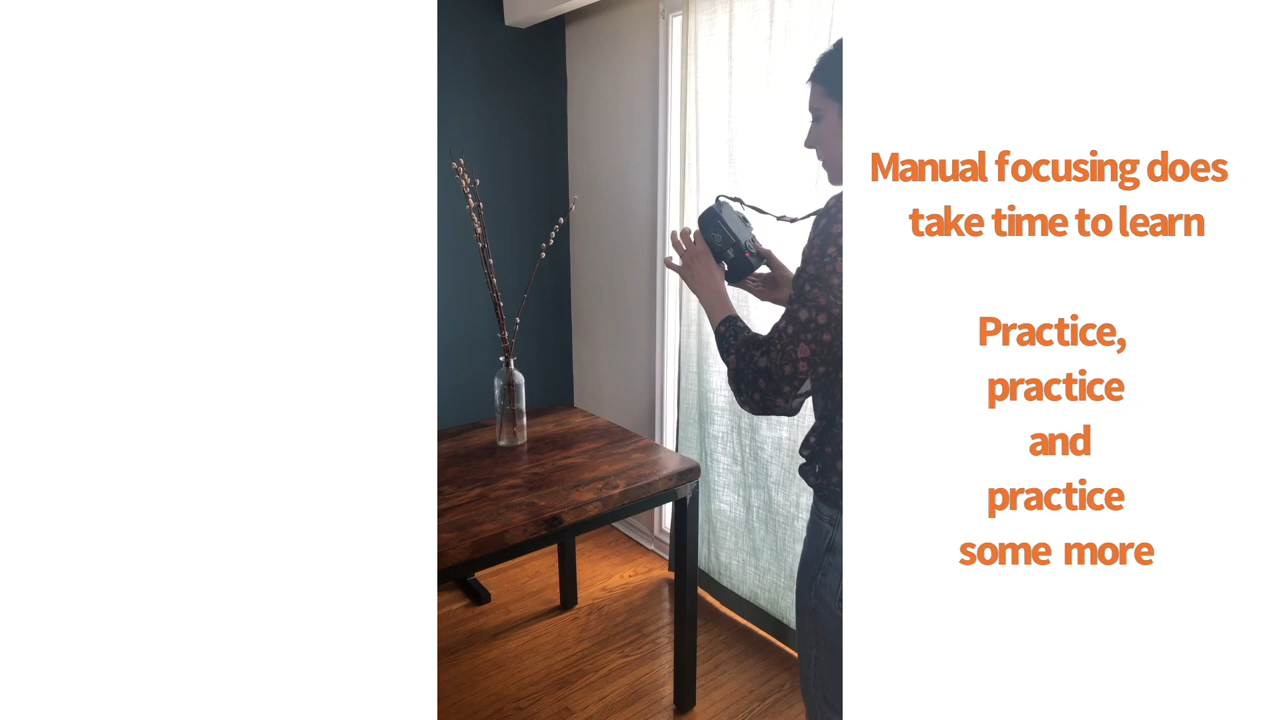 Manual focusing does
take time to learn
Practice,
practice
and
practice
some more